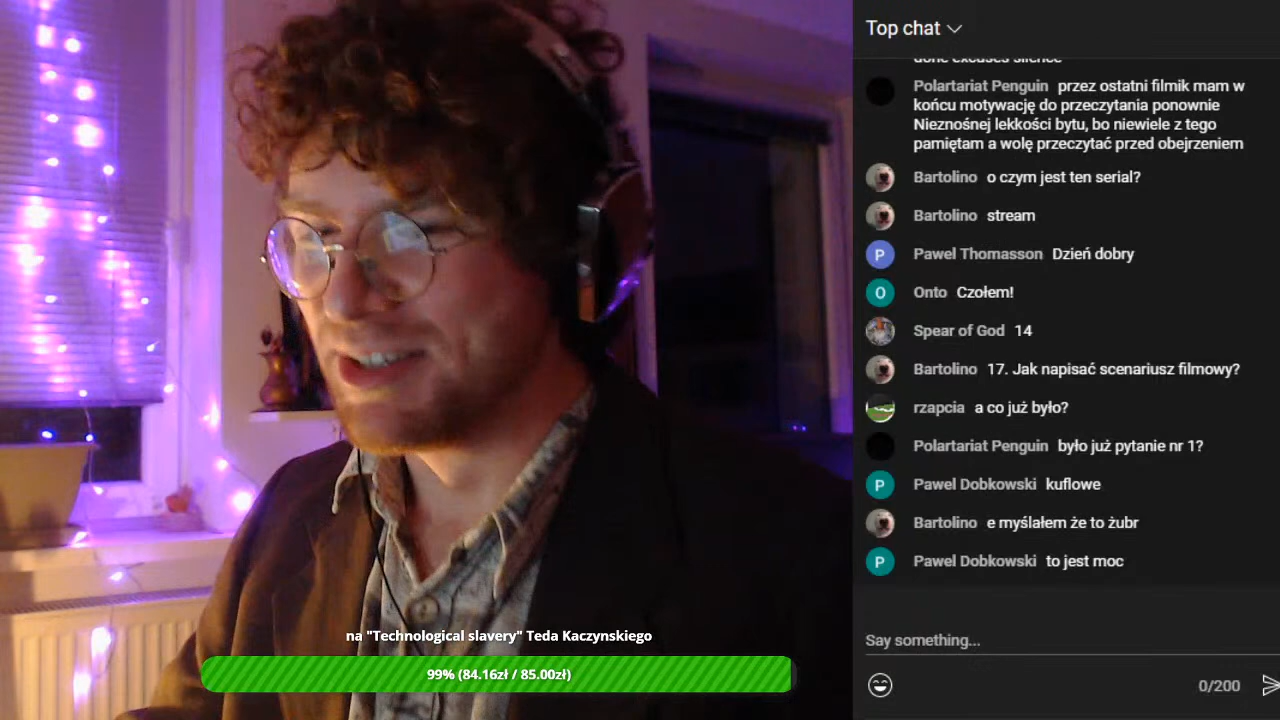 Top chat
done excuses silence
Polartariat Penguin przez ostatni filmik mam w
końcu motywację do przeczytania ponownie
Nieznośnej lekkości bytu, bo niewiele z tego
pamiętam a wolę przeczytać przed obejrzeniem
Bartolino o czym jest ten serial?
Bartolino stream
P Pawel Thomasson Dzień dobry
O Onto Czołem!
Spear of God 14
Bartolino 17. Jak napisać scenariusz filmowy?
rzapcia a co już było?
Polartariat Penguin było już pytanie nr 1?
P Pawel Dobkowski kuflowe
Bartolino e myślałem że to żubr
P Pawel Dobkowski to jest moc
na "Technological slavery" Teda Kaczynskiego
99% (84.16zł / 85.00zł)
Say something...
0/200